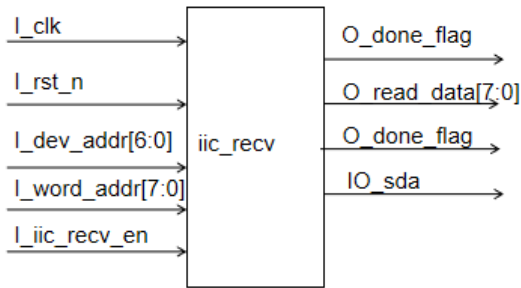 I_clk
I_rst_n
I_dev_addr[6:0]
I_word_addr[7:0]
I_iic_recv_en
iic_recv
O_done_flag
O_read_data[7:0]
O_done_flag
IO_sda